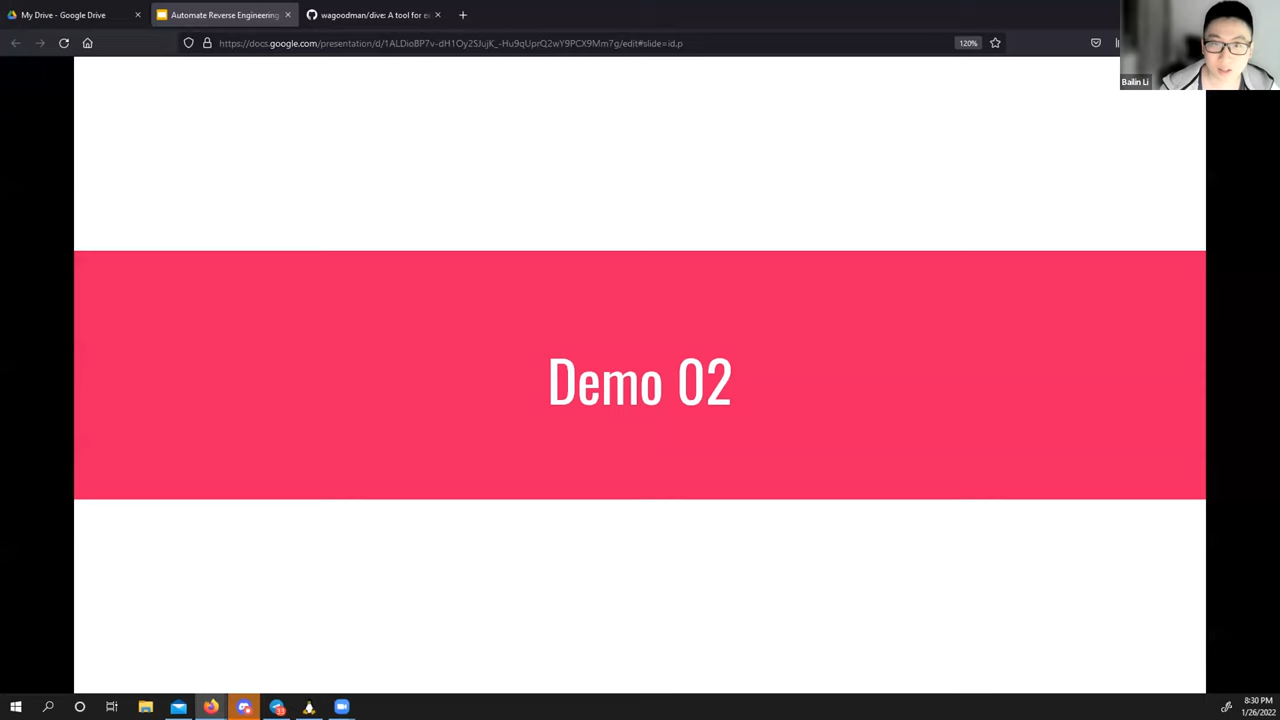 My Drive - Google Drive
Automate Reverse Engineering
wagoodman/dive: A tool for e
https://docs.google.com/presentation/d/1ALDioBP7v-dH1Oy2SJujK_-Hu9qUprQ2wY9PCX9Mm7g/edit#slide=id.p
120%
Bailin Li
Demo 02
8:30 PM
1/26/2022